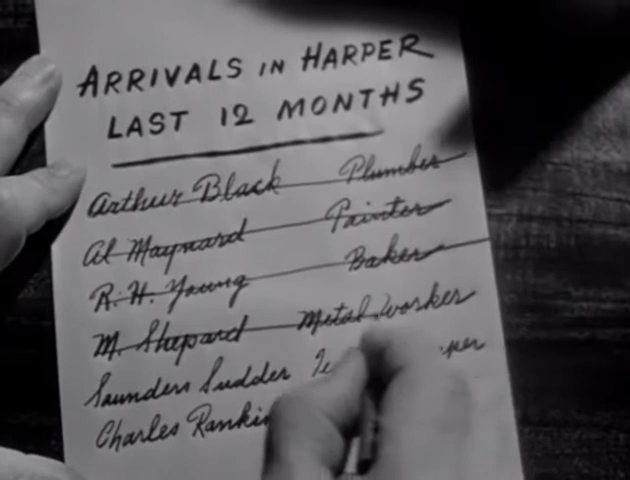 ARRIVALS IN HARPER
LAST 12 MONTHS
Arthur Black Plumber
Al Maynard Painter
R. H. Young Baker
M. Shepard Metal worker
Saunders Sudder
Charles Rankin